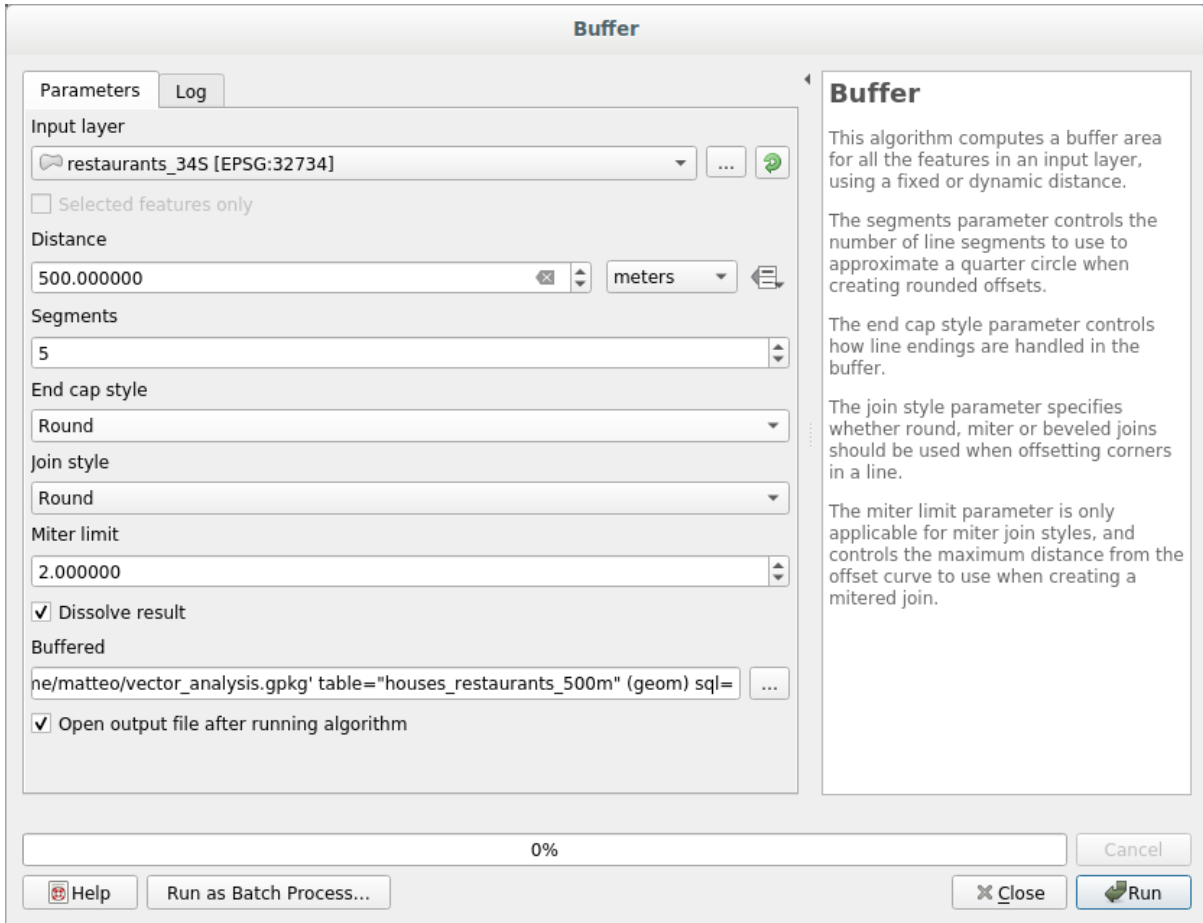 Buffer
Parameters
Log
Input layer
restaurants_34S [EPSG:32734]
...
Selected features only
Distance
500.000000
meters
Segments
5
End cap style
Round
Join style
Round
Miter limit
2.000000
Dissolve result
Buffered
ne/matteo/vector_analysis.gpkg' table="houses_restaurants_500m" (geom) sql=
...
Open output file after running algorithm
Buffer
This algorithm computes a buffer area
for all the features in an input layer,
using a fixed or dynamic distance.
The segments parameter controls the
number of line segments to use to
approximate a quarter circle when
creating rounded offsets.
The end cap style parameter controls
how line endings are handled in the
buffer.
The join style parameter specifies
whether round, miter or beveled joins
should be used when offsetting corners
in a line.
The miter limit parameter is only
applicable for miter join styles, and
controls the maximum distance from the
offset curve to use when creating a
mitered join.
0%
Cancel
Help
Run as Batch Process...
Close
Run